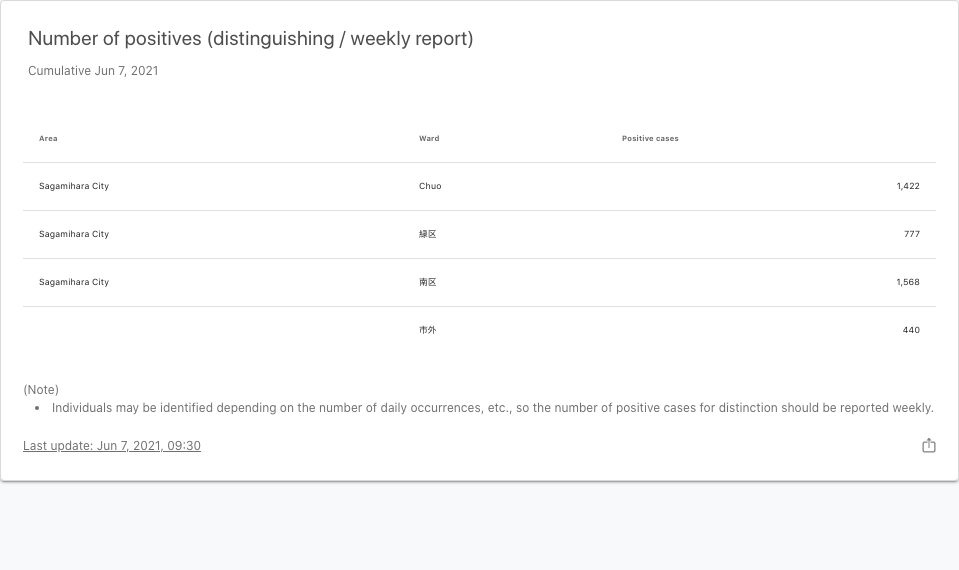 Number of positives (distinguishing / weekly report)
Cumulative Jun 7, 2021
Area Ward Positive cases
Sagamihara City Chuo 1,422
Sagamihara City 緑区 777
Sagamihara City 南区 1,568
市外 440
(Note)
• Individuals may be identified depending on the number of daily occurrences, etc., so the number of positive cases for distinction should be reported weekly.
Last update: Jun 7, 2021, 09:30